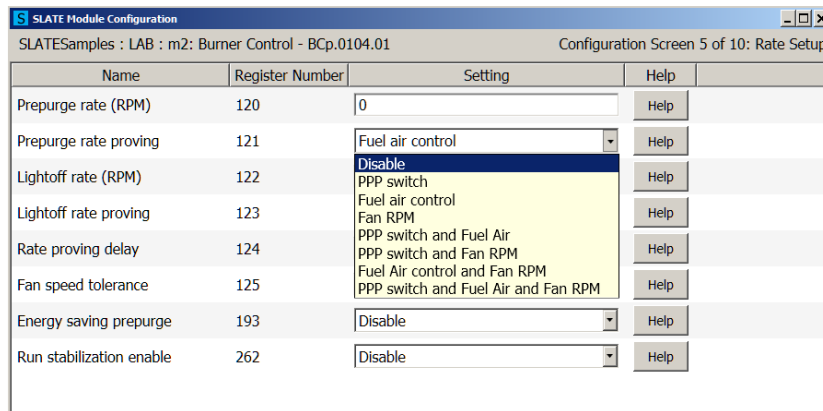 S SLATE Module Configuration
SLATESamples : LAB : m2: Burner Control - BCp.0104.01 Configuration Screen 5 of 10: Rate Setup
Name Register Number Setting Help
Prepurge rate (RPM) 120 0 Help
Prepurge rate proving 121 Fuel air control Help
Disable
Lightoff rate (RPM) 122 PPP switch Help
Fuel air control
Lightoff rate proving 123 Fan RPM Help
PPP switch and Fuel Air
Rate proving delay 124 PPP switch and Fan RPM Help
Fuel Air control and Fan RPM
Fan speed tolerance 125 PPP switch and Fuel Air and Fan RPM Help
Energy saving prepurge 193 Disable Help
Run stabilization enable 262 Disable Help